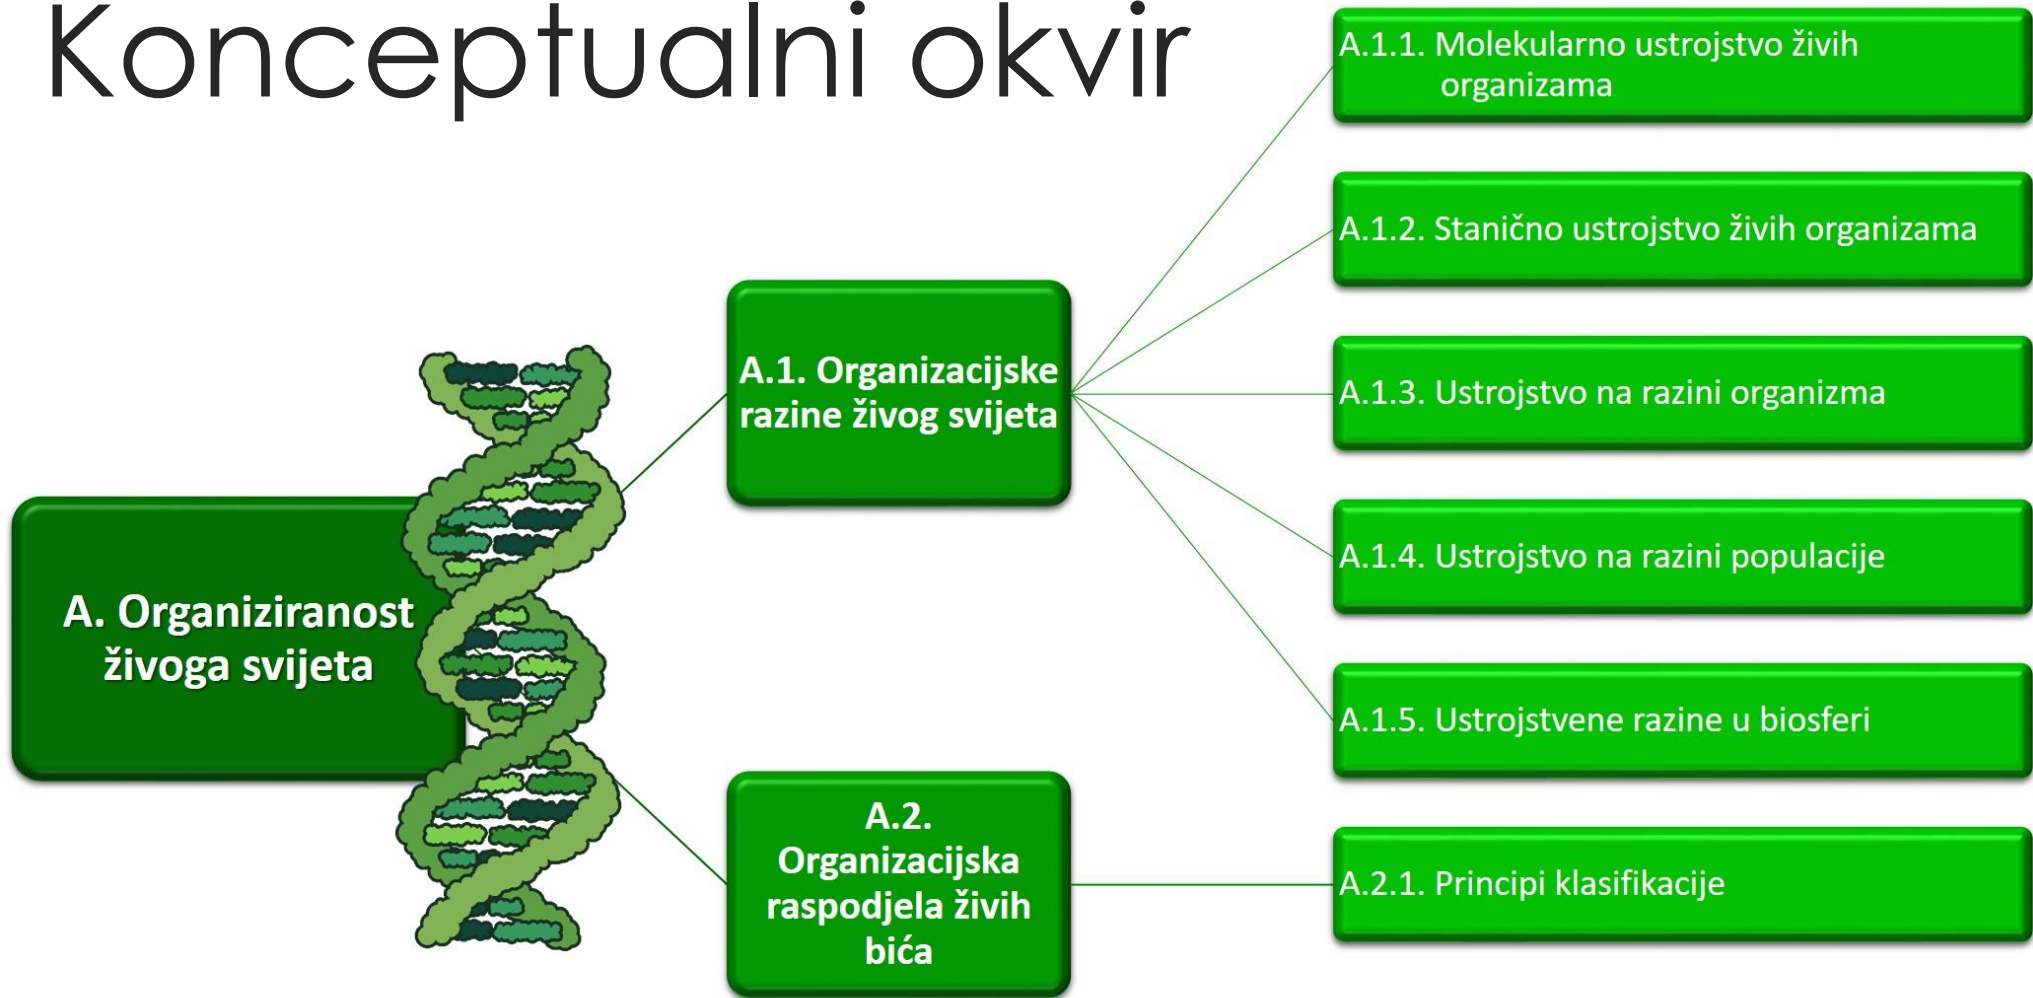 Konceptualni okvir
A. Organiziranost
živoga svijeta
A.1. Organizacijske
razine živog svijeta
A.1.1. Molekularno ustrojstvo živih
organizama
A.1.2. Stanično ustrojstvo živih organizama
A.1.3. Ustrojstvo na razini organizma
A.1.4. Ustrojstvo na razini populacije
A.1.5. Ustrojstvene razine u biosferi
A.2.
Organizacijska
raspodjela živih
bića
A.2.1. Principi klasifikacije